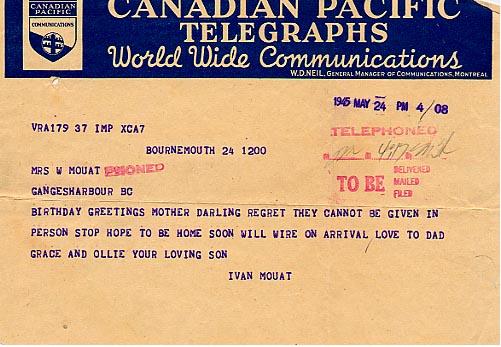 CANADIAN PACIFIC
COMMUNICATIONS
CANADIAN PACIFIC
TELEGRAPHS
World Wide Communications
W.D. NEIL, GENERAL MANAGER OF COMMUNICATIONS, MONTREAL
1945 MAY 24 PM 4/08
VRA179 37 IMP XCA7
TELEPHONED
BOURNEMOUTH 24 1200
MRS W MOUAT PHONED
TO BE
DELIVERED
MAILED
FILED
GANGESHARBOUR BC
BIRTHDAY GREETINGS MOTHER DARLING REGRET THEY CANNOT BE GIVEN IN
PERSON STOP HOPE TO BE HOME SOON WILL WIRE ON ARRIVAL LOVE TO DAD
GRACE AND OLLIE YOUR LOVING SON
IVAN MOUAT